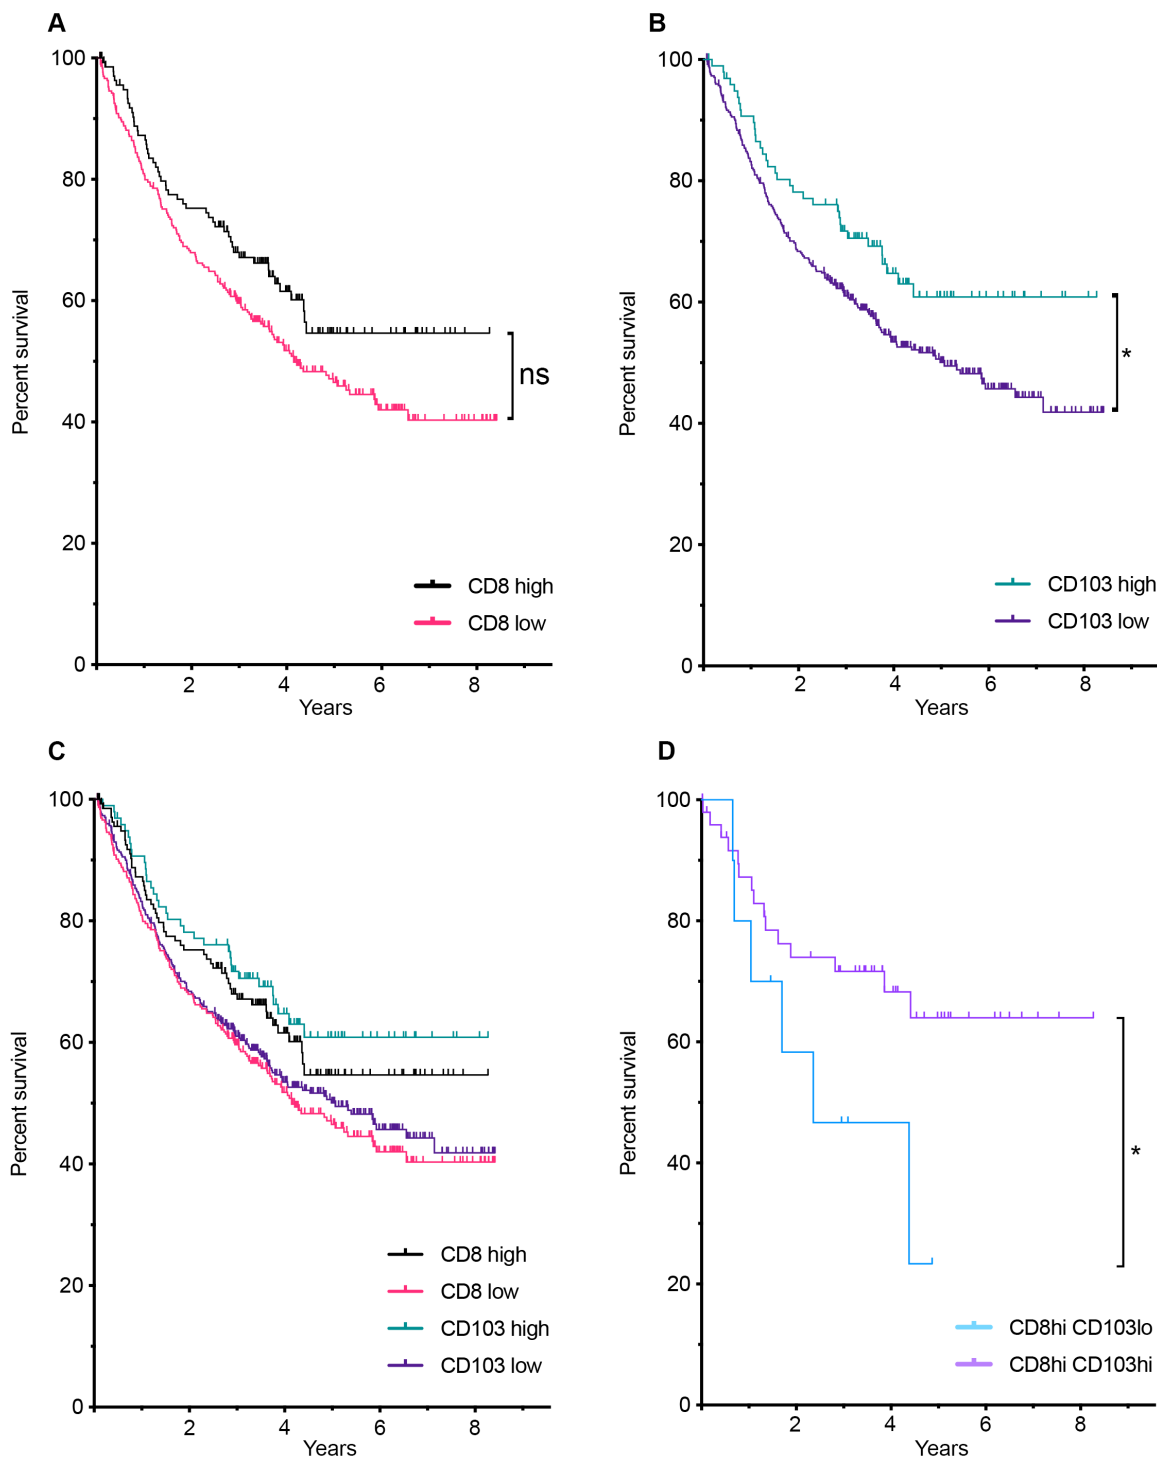 A
100
80
60
40
20
0
2
4
6
8
Years
Percent survival
ns
CD8 high
CD8 low
B
100
80
60
40
20
0
2
4
6
8
Years
Percent survival
*
CD103 high
CD103 low
C
100
80
60
40
20
0
2
4
6
8
Years
Percent survival
CD8 high
CD8 low
CD103 high
CD103 low
D
100
80
60
40
20
0
2
4
6
8
Years
Percent survival
*
CD8hi CD103lo
CD8hi CD103hi